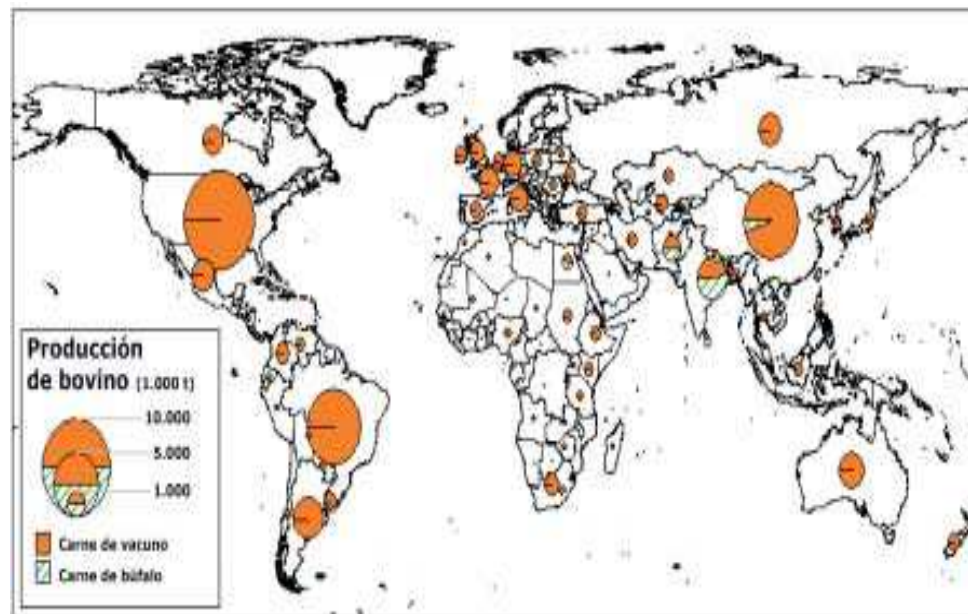 Producción
de bovino (1.000 t)
10.000
5.000
1.000
Carne de vacuno
Carne de búfalo